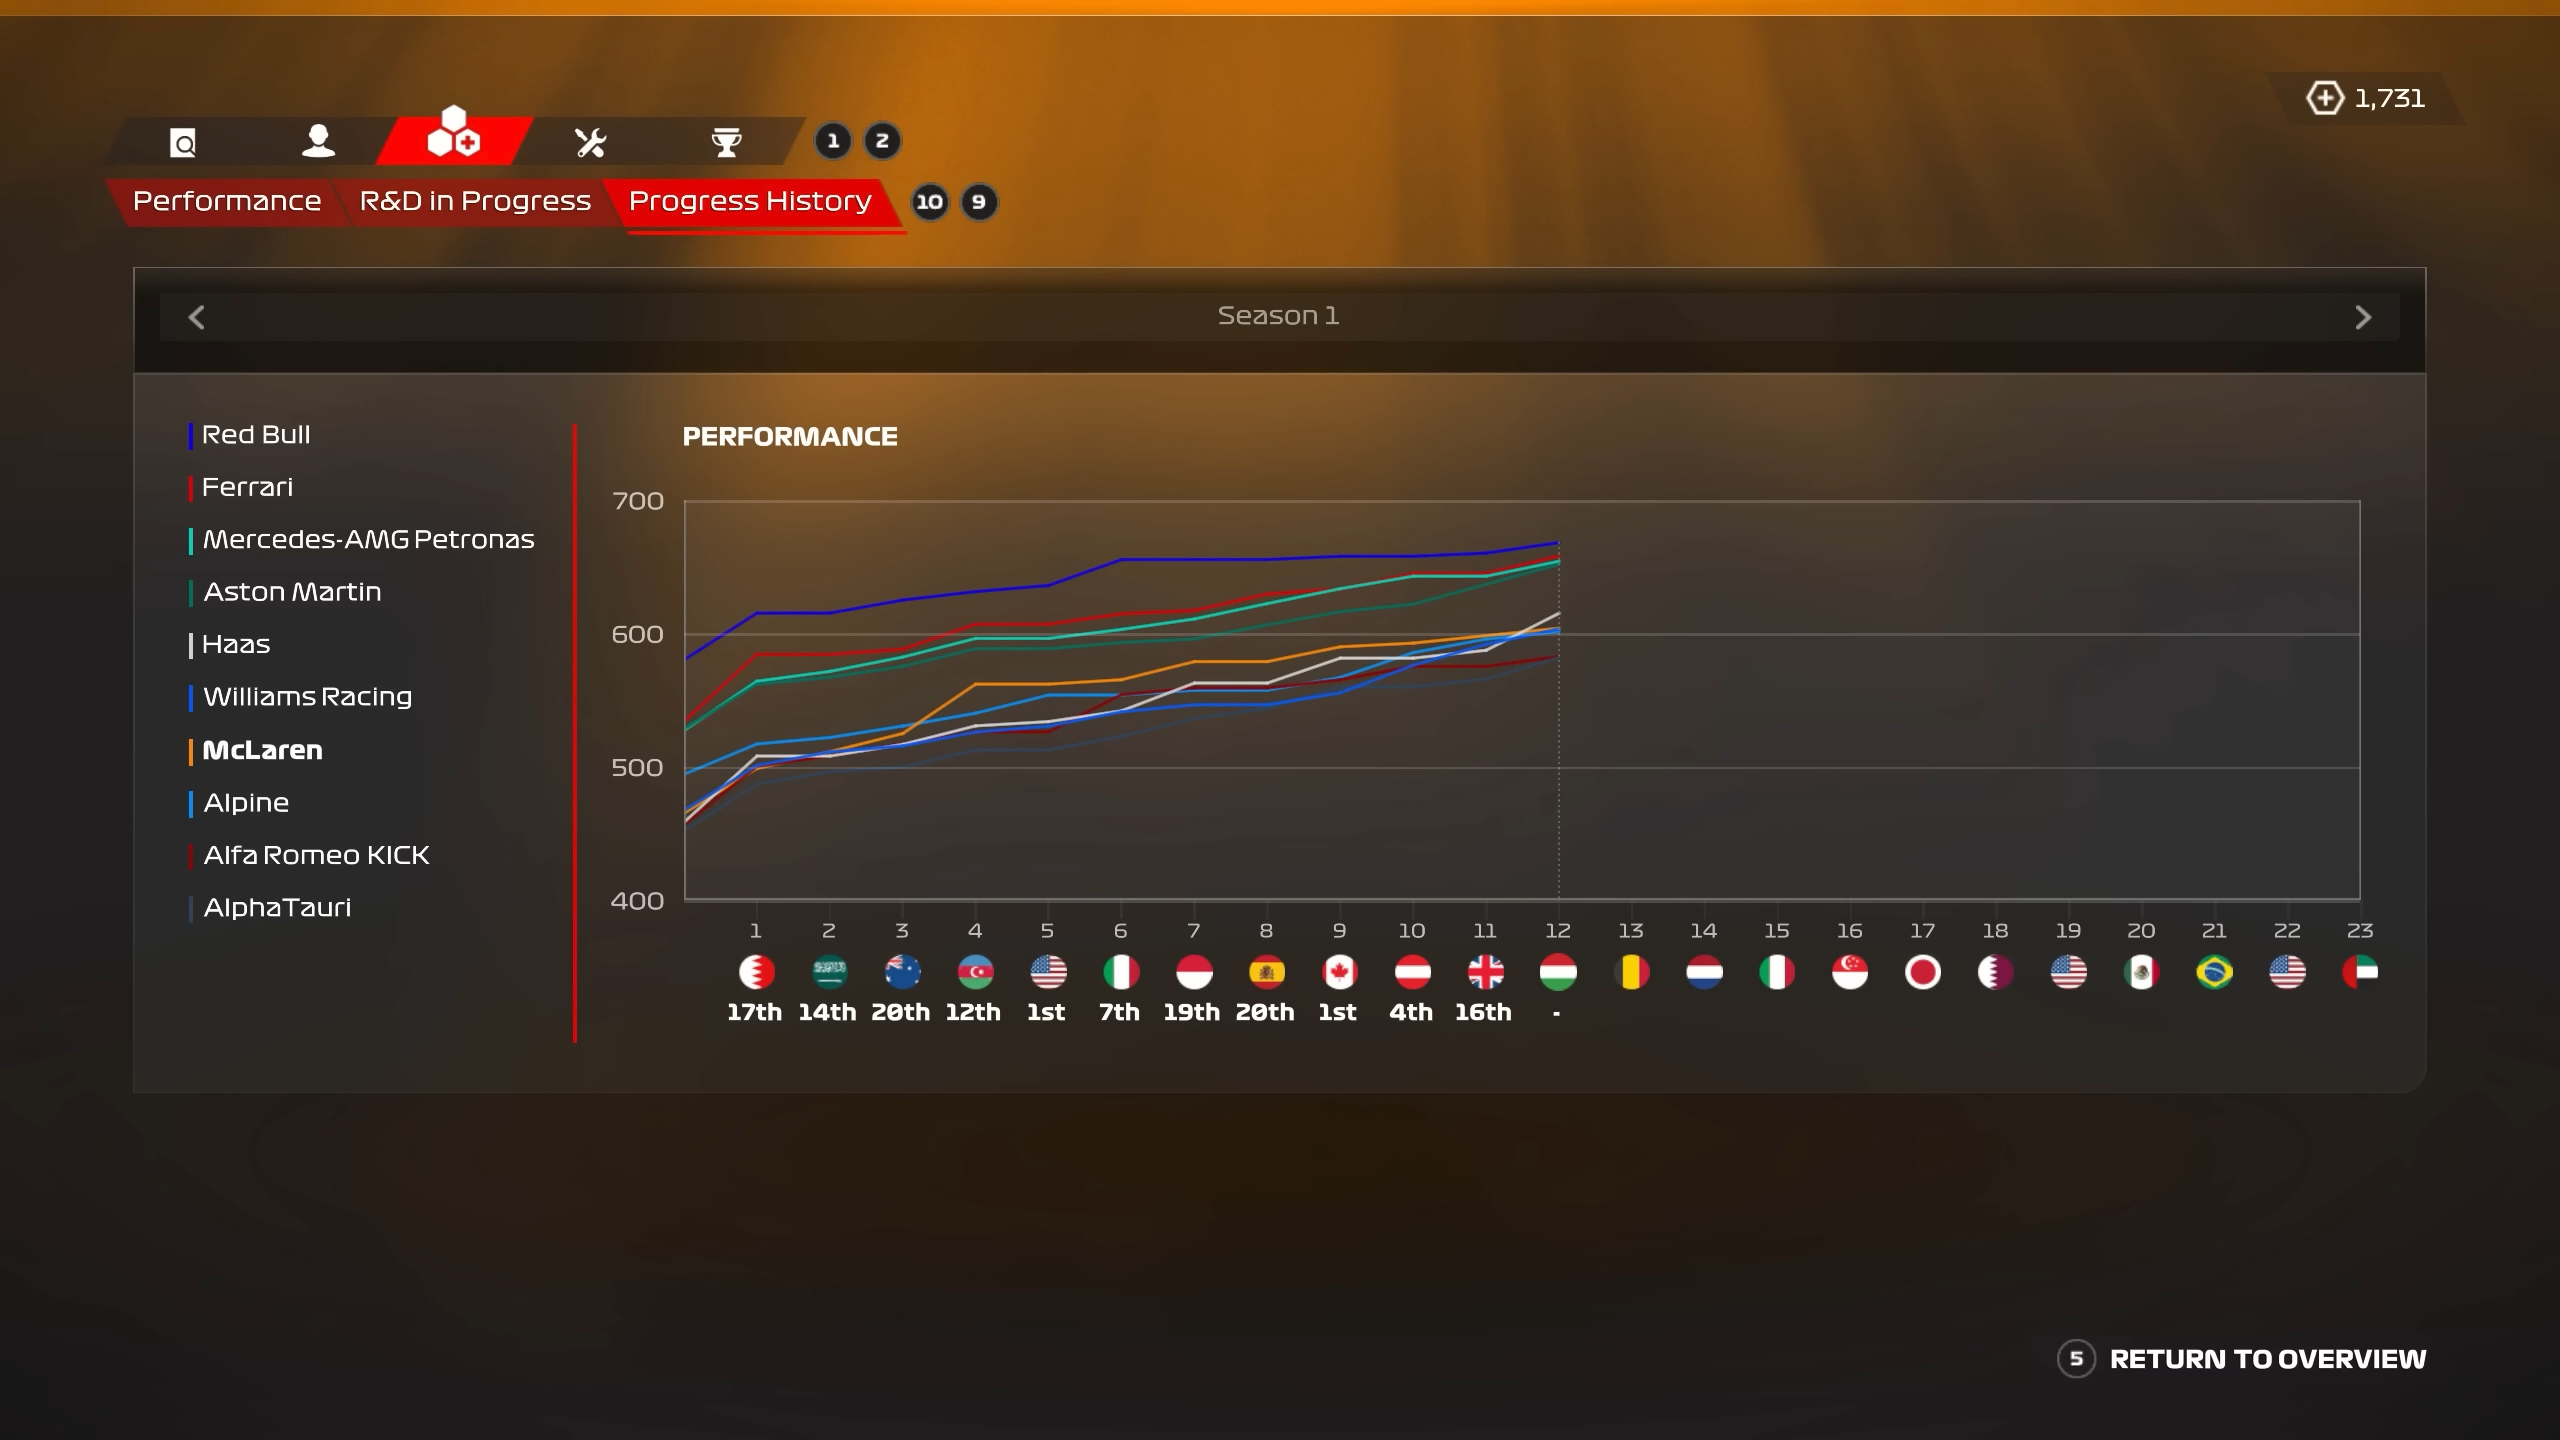 1,731
1 2
Performance R&D in Progress Progress History 10 9
Season 1
Red Bull
Ferrari
Mercedes-AMG Petronas
Aston Martin
Haas
Williams Racing
McLaren
Alpine
Alfa Romeo KICK
AlphaTauri
PERFORMANCE
700
600
500
400
1 2 3 4 5 6 7 8 9 10 11 12 13 14 15 16 17 18 19 20 21 22 23
17th 14th 20th 12th 1st 7th 19th 20th 1st 4th 16th -
5 RETURN TO OVERVIEW